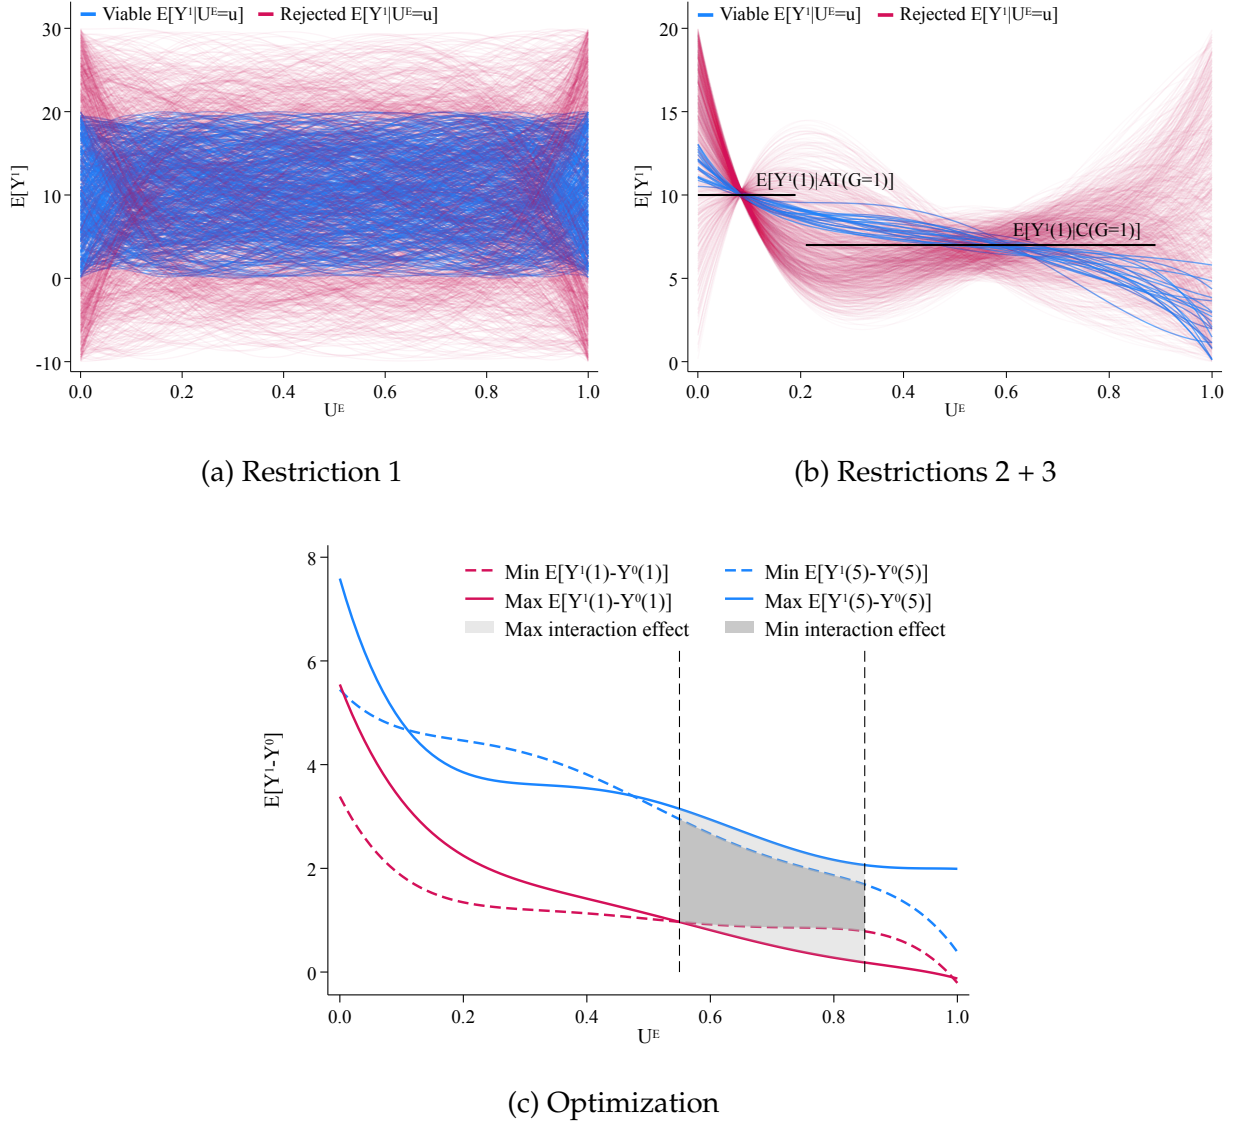 Viable E[Y¹|Uᴱ=u] Rejected E[Y¹|Uᴱ=u]
30
20
10
0
-10
E[Y¹]
0.0 0.2 0.4 0.6 0.8 1.0
Uᴱ
(a) Restriction 1
Viable E[Y¹|Uᴱ=u] Rejected E[Y¹|Uᴱ=u]
20
15
10
5
0
E[Y¹]
E[Y¹(1)|AT(G=1)]
E[Y¹(1)|C(G=1)]
0.0 0.2 0.4 0.6 0.8 1.0
Uᴱ
(b) Restrictions 2 + 3
8
6
4
2
0
E[Y¹-Y⁰]
Min E[Y¹(1)-Y⁰(1)] Min E[Y¹(5)-Y⁰(5)]
Max E[Y¹(1)-Y⁰(1)] Max E[Y¹(5)-Y⁰(5)]
Max interaction effect Min interaction effect
0.0 0.2 0.4 0.6 0.8 1.0
Uᴱ
(c) Optimization